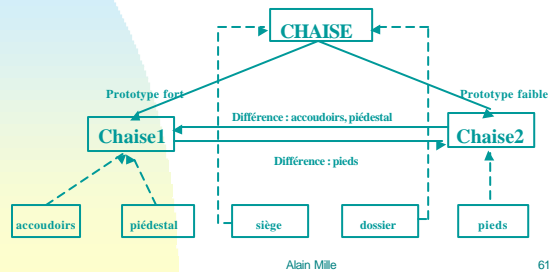 CHAISE
Prototype fort
Prototype faible
Différence : accoudoirs, piédestal
Chaise1
Chaise2
Différence : pieds
accoudoirs
piédestal
siège
dossier
pieds
Alain Mille
61